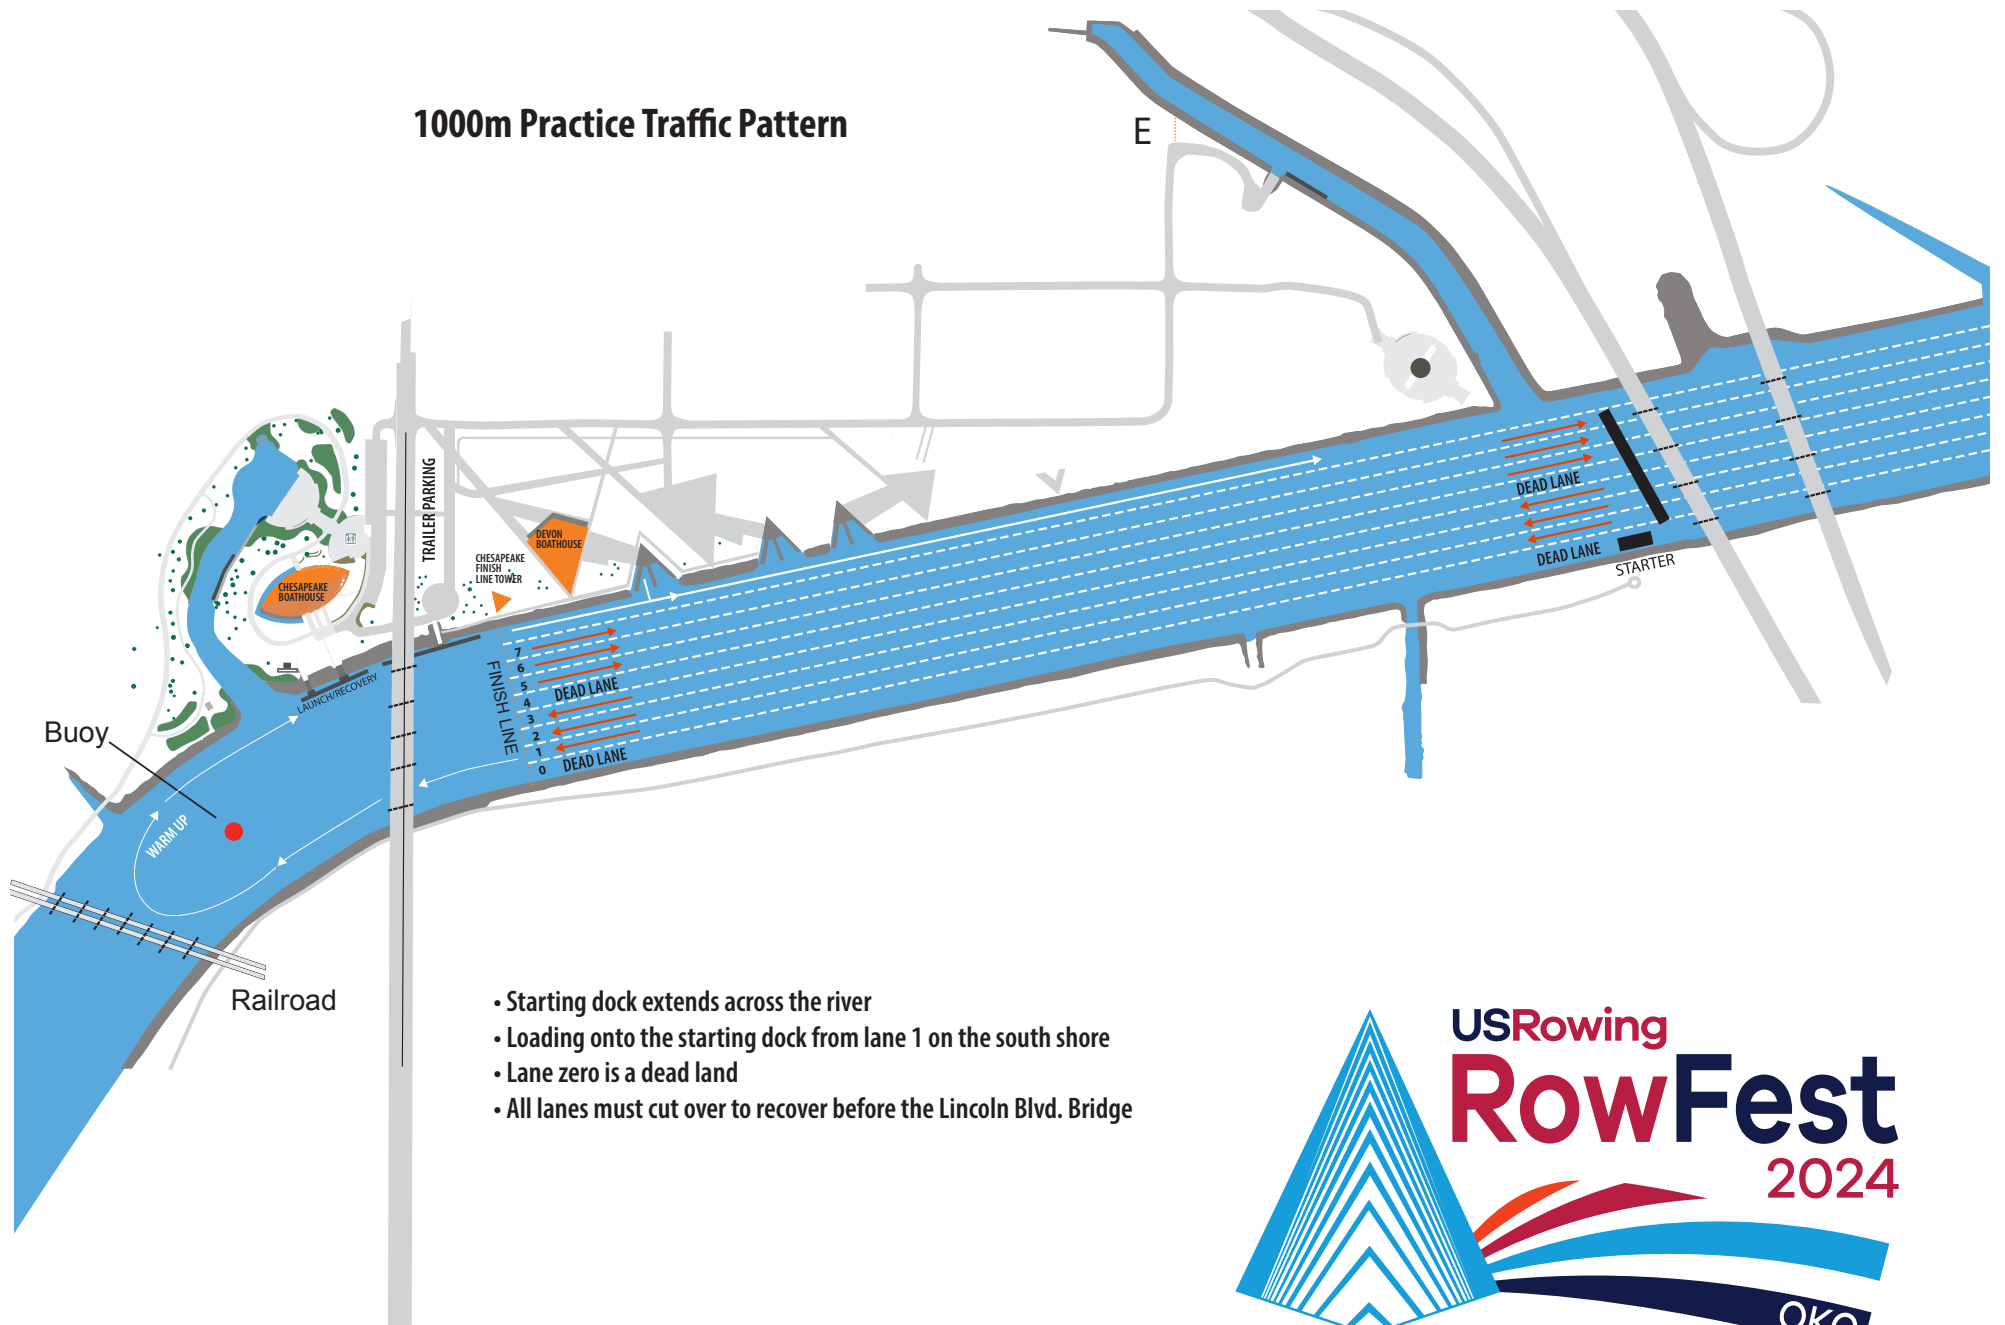 1000m Practice Traffic Pattern
E
TRAILER PARKING
DEVON
BOATHOUSE
CHESAPEAKE
FINISH
LINE TOWER
CHESAPEAKE
BOATHOUSE
LAUNCH/RECOVERY
DEAD LANE
DEAD LANE
STARTER
7
6
5
4
3
2
1
0
FINISH LINE
DEAD LANE
DEAD LANE
Buoy
WARM UP
Railroad
• Starting dock extends across the river
• Loading onto the starting dock from lane 1 on the south shore
• Lane zero is a dead land
• All lanes must cut over to recover before the Lincoln Blvd. Bridge
USRowing
RowFest
2024
OKC